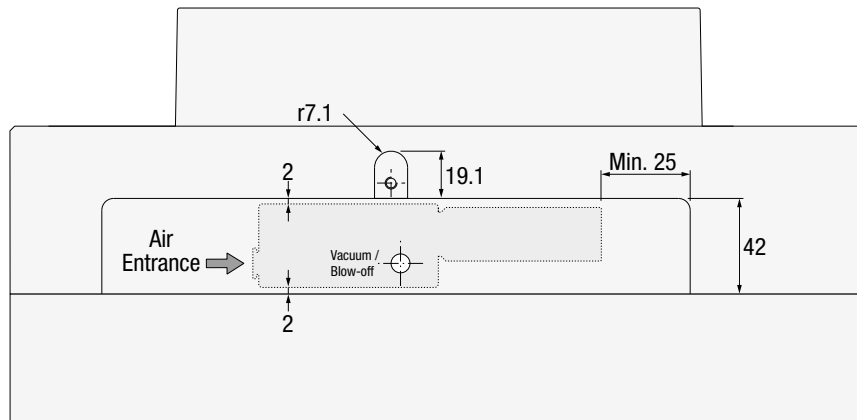 r7.1
2
19.1
Min. 25
Air
Entrance
Vacuum /
Blow-off
42
2